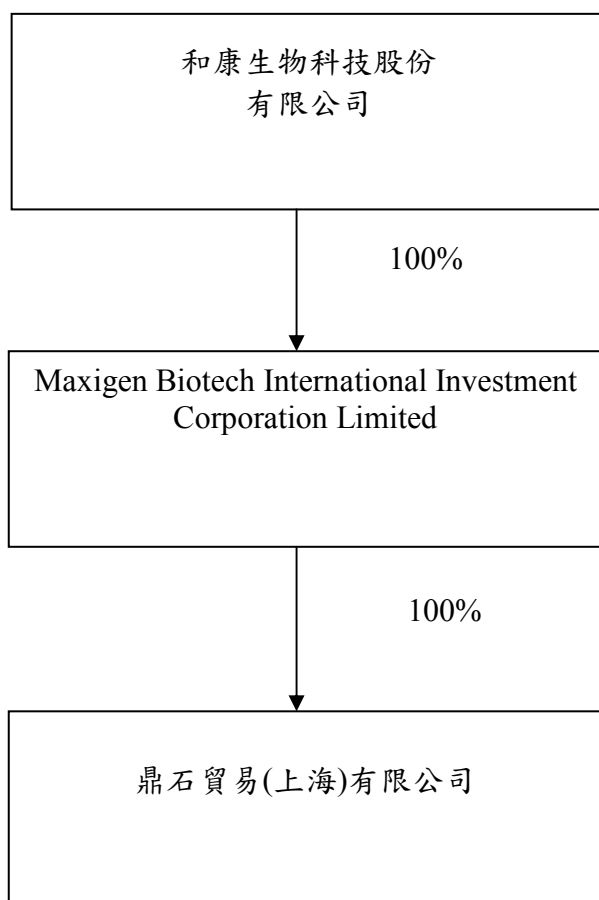 和康生物科技股份
有限公司
100%
Maxigen Biotech International Investment
Corporation Limited
100%
鼎石貿易(上海)有限公司